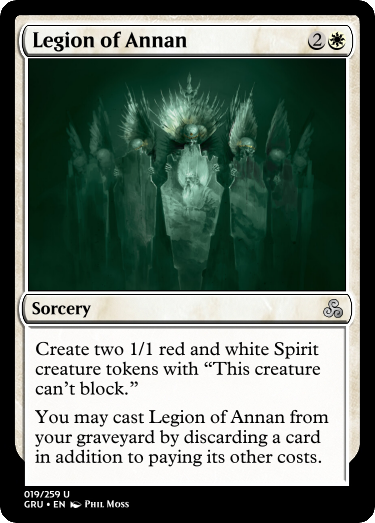 Legion of Annan 2
Sorcery
Create two 1/1 red and white Spirit
creature tokens with “This creature
can’t block.”
You may cast Legion of Annan from
your graveyard by discarding a card
in addition to paying its other costs.
019/259 U
GRU • EN Phil Moss